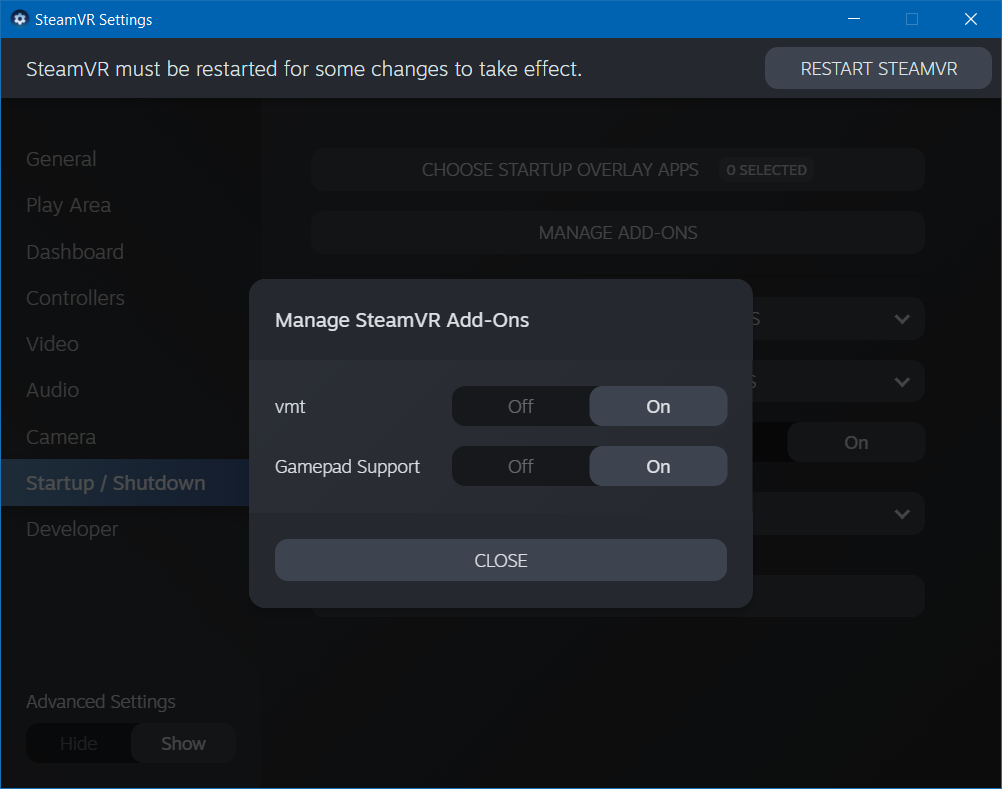 SteamVR Settings
SteamVR must be restarted for some changes to take effect.
RESTART STEAMVR
General
Play Area
Dashboard
Controllers
Video
Audio
Camera
Startup / Shutdown
Developer
Advanced Settings
Hide Show
CHOOSE STARTUP OVERLAY APPS 0 SELECTED
MANAGE ADD-ONS
On
Manage SteamVR Add-Ons
vmt Off On
Gamepad Support Off On
CLOSE